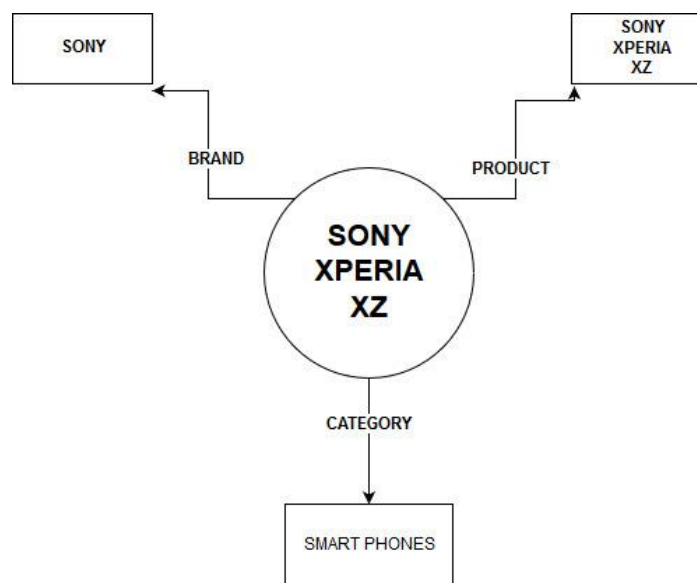 SONY
SONY
XPERIA
XZ
BRAND
PRODUCT
SONY
XPERIA
XZ
CATEGORY
SMART PHONES